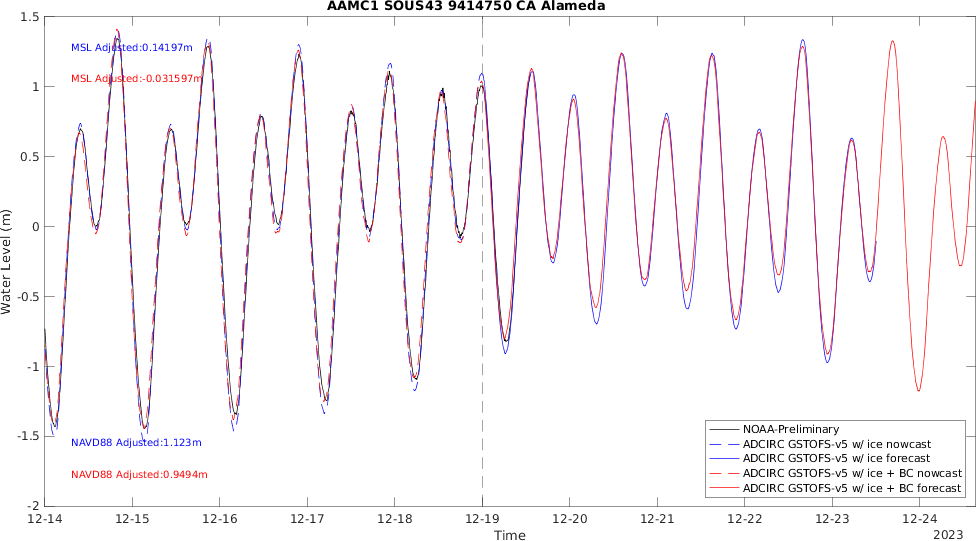 AAMC1 SOUS43 9414750 CA Alameda
1.5
1
0.5
0
-0.5
-1
-1.5
-2
Water Level (m)
MSL Adjusted:0.14197m
MSL Adjusted:-0.031597m
NAVD88 Adjusted:1.123m
NAVD88 Adjusted:0.9494m
NOAA-Preliminary
ADCIRC GSTOFS-v5 w/ ice nowcast
ADCIRC GSTOFS-v5 w/ ice forecast
ADCIRC GSTOFS-v5 w/ ice + BC nowcast
ADCIRC GSTOFS-v5 w/ ice + BC forecast
12-14 12-15 12-16 12-17 12-18 12-19 12-20 12-21 12-22 12-23 12-24
Time
2023